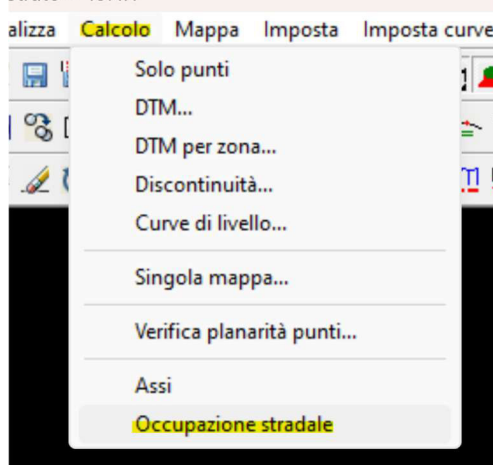 alizza Calcolo Mappa Imposta Imposta curve
Solo punti
DTM...
DTM per zona...
Discontinuità...
Curve di livello...
Singola mappa...
Verifica planarità punti...
Assi
Occupazione stradale